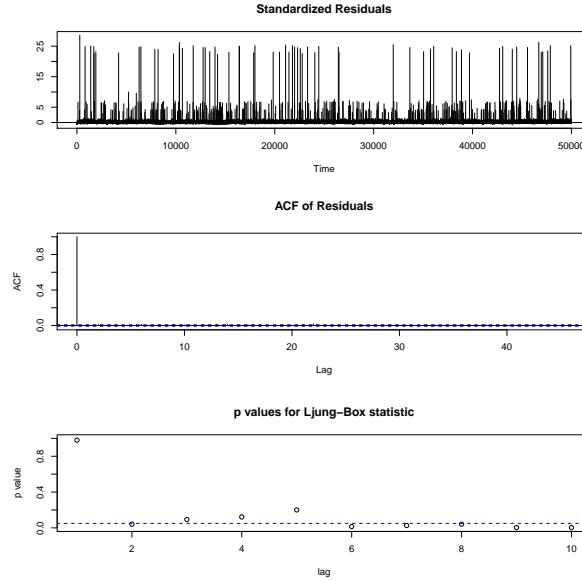 Standardized Residuals
0 5 15 25
0 10000 20000 30000 40000 50000
Time
ACF of Residuals
ACF
0.0 0.4 0.8
0 10 20 30 40
Lag
p values for Ljung−Box statistic
p value
0.0 0.4 0.8
2 4 6 8 10
lag